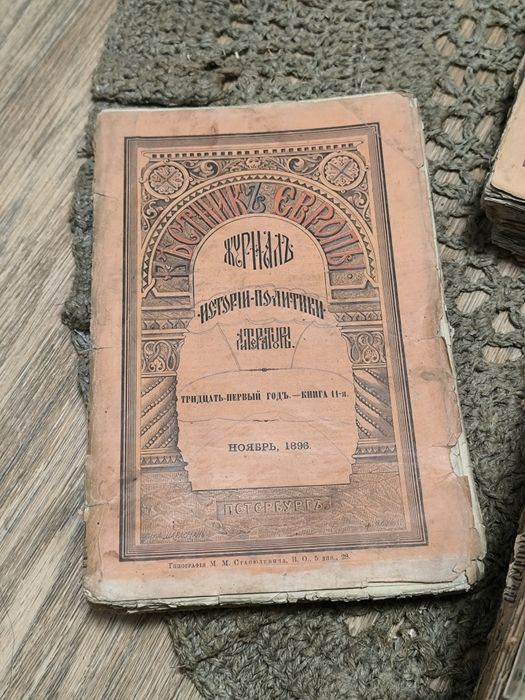 ВѢСТНИКЪ ЕВРОПЫ
ЖУРНАЛЪ
ИСТОРІИ-ПОЛИТИКИ
ЛИТЕРАТУРЫ.
ТРИДЦАТЬ-ПЕРВЫЙ ГОДЪ.—КНИГА 11-я.
НОЯБРЬ, 1896.
ПЕТЕРБУРГЪ
Типографія М. М. Стасюлевича, В. О., 5 лин., 28.